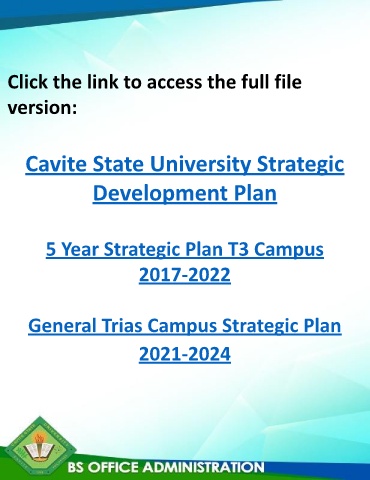 Click the link to access the full file
version:
Cavite State University Strategic
Development Plan
5 Year Strategic Plan T3 Campus
2017-2022
General Trias Campus Strategic Plan
2021-2024
BS OFFICE ADMINISTRATION